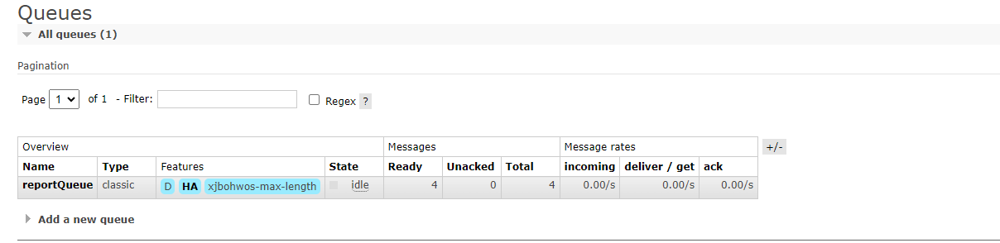 Queues
All queues (1)
Pagination
Page 1 of 1 - Filter: Regex ?
Overview Messages Message rates +/-
Name Type Features State Ready Unacked Total incoming deliver / get ack
reportQueue classic D HA xjbohwos-max-length idle 4 0 4 0.00/s 0.00/s 0.00/s
Add a new queue